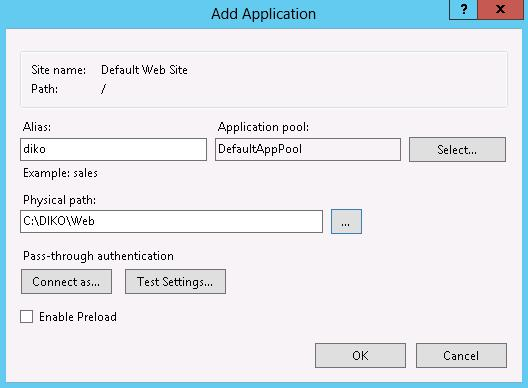 Add Application
?
x
Site name: Default Web Site
Path: /
Alias:
Application pool:
diko
DefaultAppPool
Select...
Example: sales
Physical path:
C:\DIKO\Web
...
Pass-through authentication
Connect as...
Test Settings...
Enable Preload
OK
Cancel